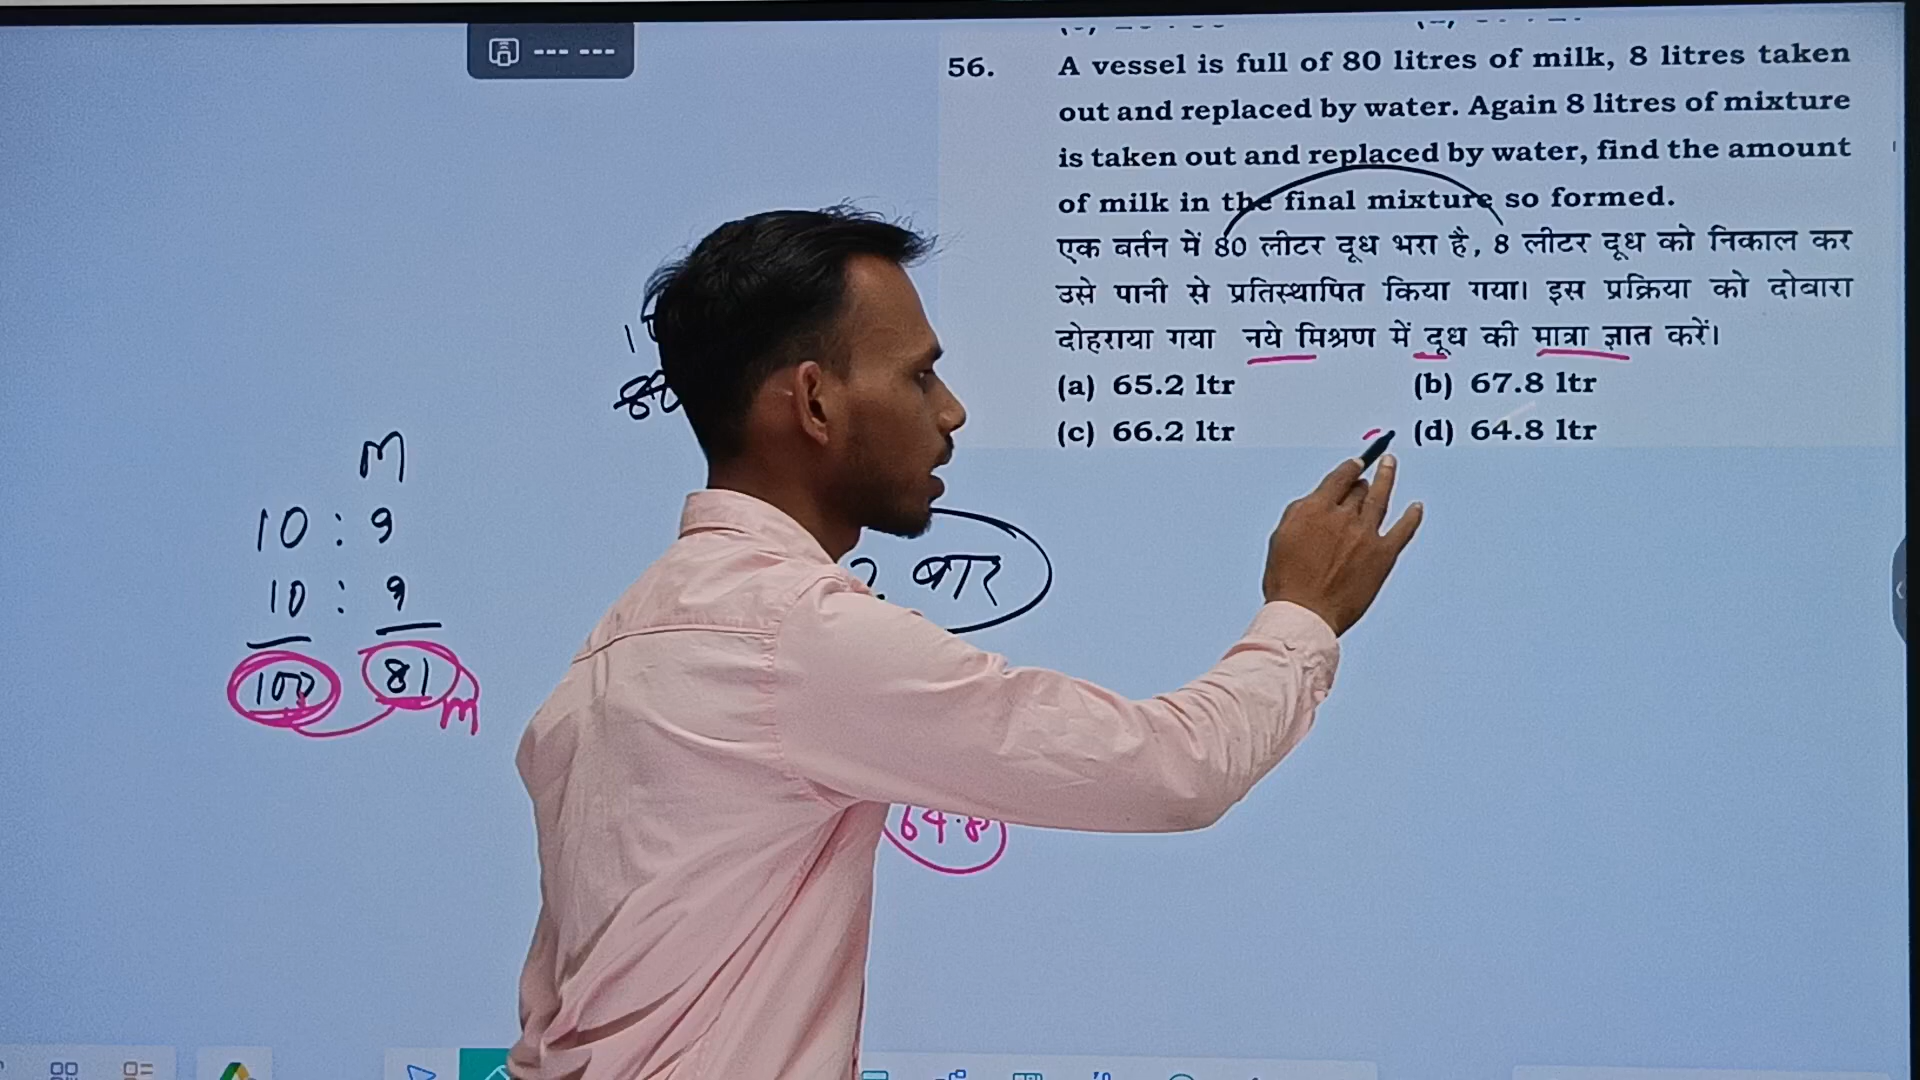 56. A vessel is full of 80 litres of milk, 8 litres taken
out and replaced by water. Again 8 litres of mixture
is taken out and replaced by water, find the amount
of milk in the final mixture so formed.
एक बर्तन में 80 लीटर दूध भरा है, 8 लीटर दूध को निकाल कर
उसे पानी से प्रतिस्थापित किया गया। इस प्रक्रिया को दोबारा
दोहराया गया नये मिश्रण में दूध की मात्रा ज्ञात करें।
(a) 65.2 ltr (b) 67.8 ltr
(c) 66.2 ltr (d) 64.8 ltr
M
10 : 9
10 : 9
100 81 M
2 बार
64.8